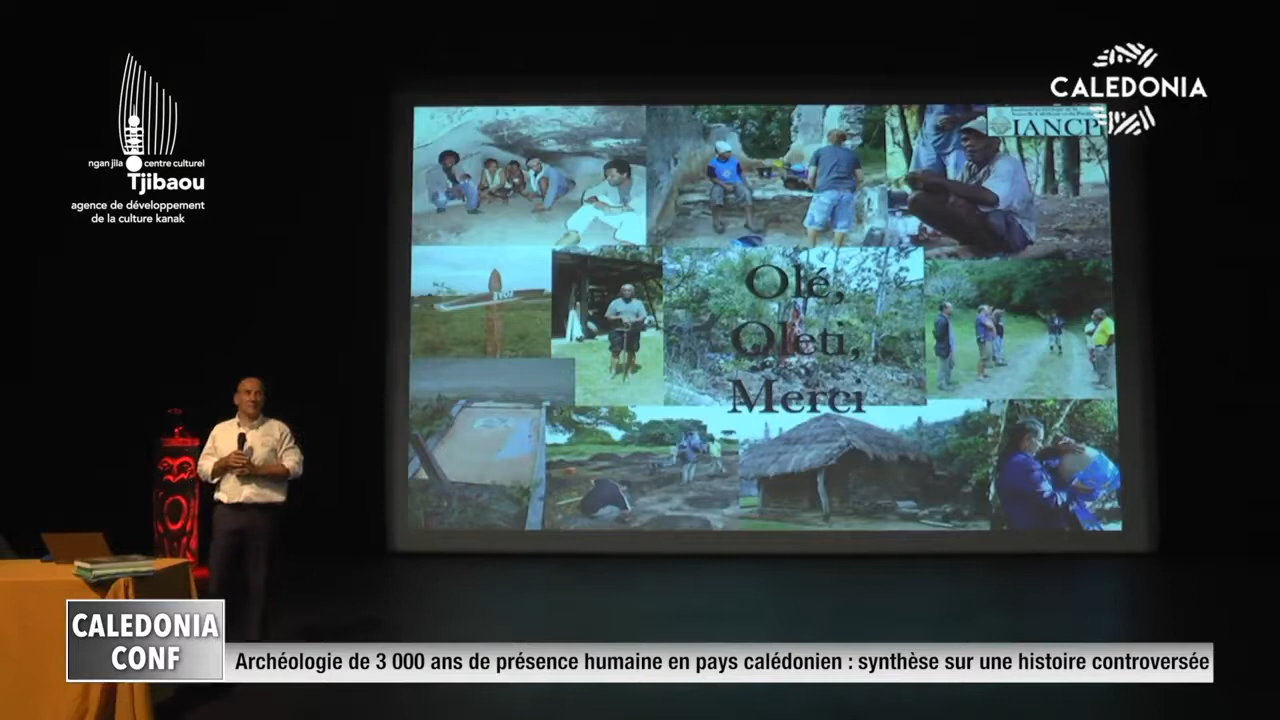 ngan jila centre culturel
Tjibaou
agence de développement
de la culture kanak
CALEDONIA
IANCP
Olé,
Oleti,
Merci
CALEDONIA
CONF
Archéologie de 3 000 ans de présence humaine en pays calédonien : synthèse sur une histoire controversée